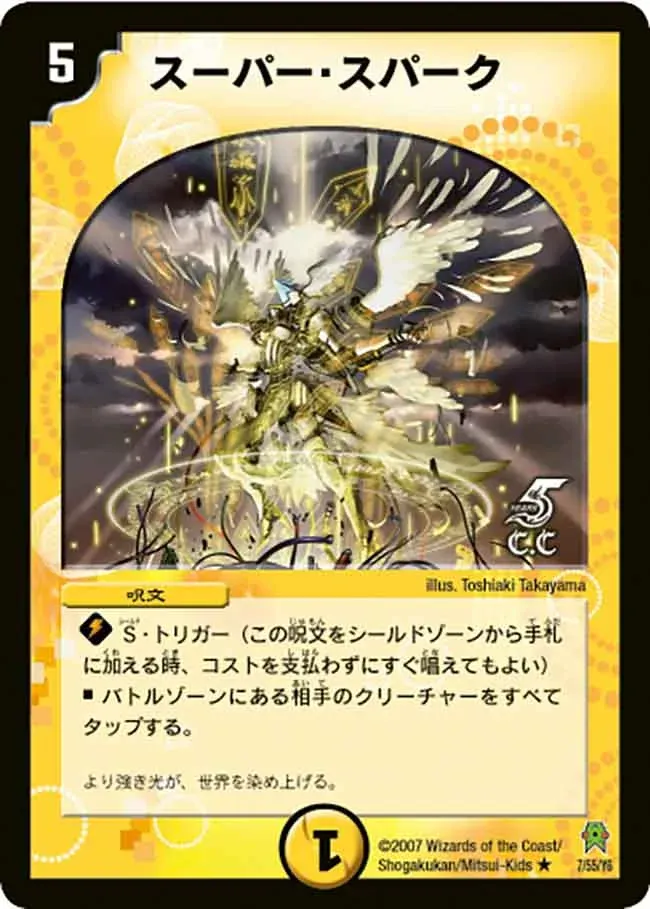 5
スーパー・スパーク
5
YEARS
C.C
illus. Toshiaki Takayama
呪文
S・トリガー（この呪文をシールドゾーンから手札
に加える時、コストを支払わずにすぐ唱えてもよい）
■ バトルゾーンにある相手のクリーチャーをすべて
タップする。
より強き光が、世界を染め上げる。
1
©2007 Wizards of the Coast/
Shogakukan/Mitsui-Kids ★
7/55/Y6